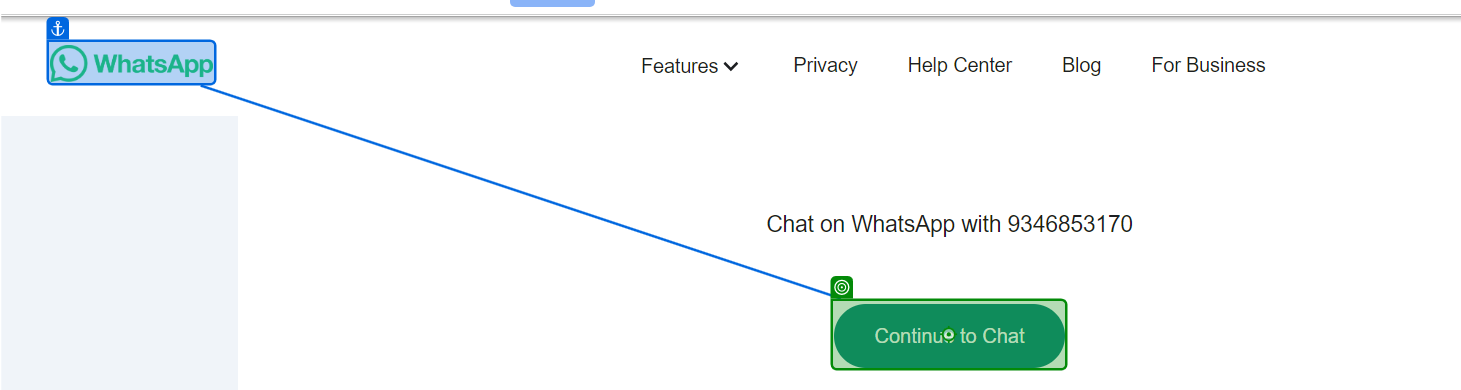 WhatsApp
Features Privacy Help Center Blog For Business
Chat on WhatsApp with 9346853170
Continue to Chat